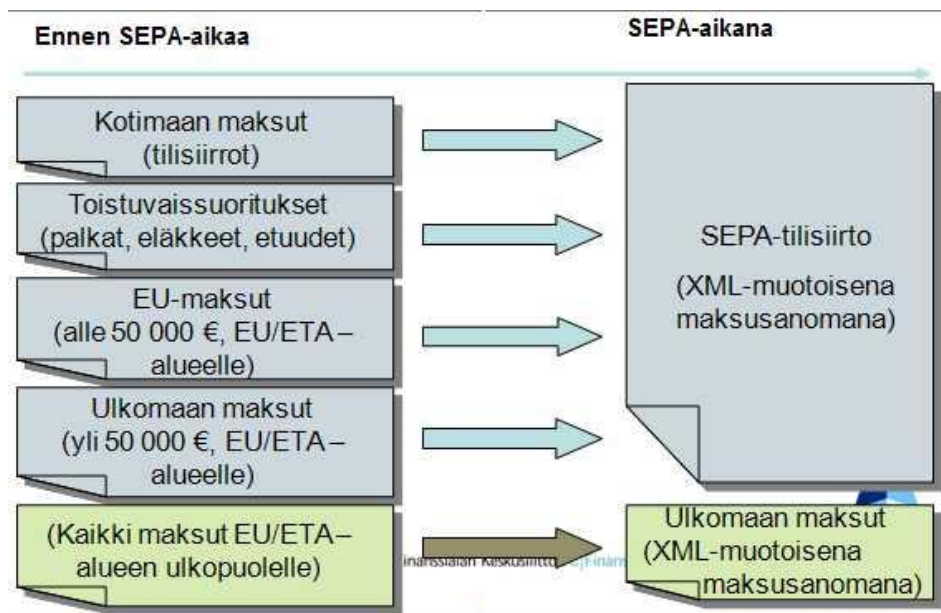 Ennen SEPA-aikaa
SEPA-aikana
Kotimaan maksut
(tilisiirrot)
Toistuvaissuoritukset
(palkat, eläkkeet, etuudet)
EU-maksut
(alle 50 000 €, EU/ETA–
alueelle)
Ulkomaan maksut
(yli 50 000 €, EU/ETA –
alueelle)
(Kaikki maksut EU/ETA–
alueen ulkopuolelle)
SEPA-tilisiirto
(XML-muotoisena
maksusanomana)
Ulkomaan maksut
(XML-muotoisena
maksusanomana)
Keskusliitto